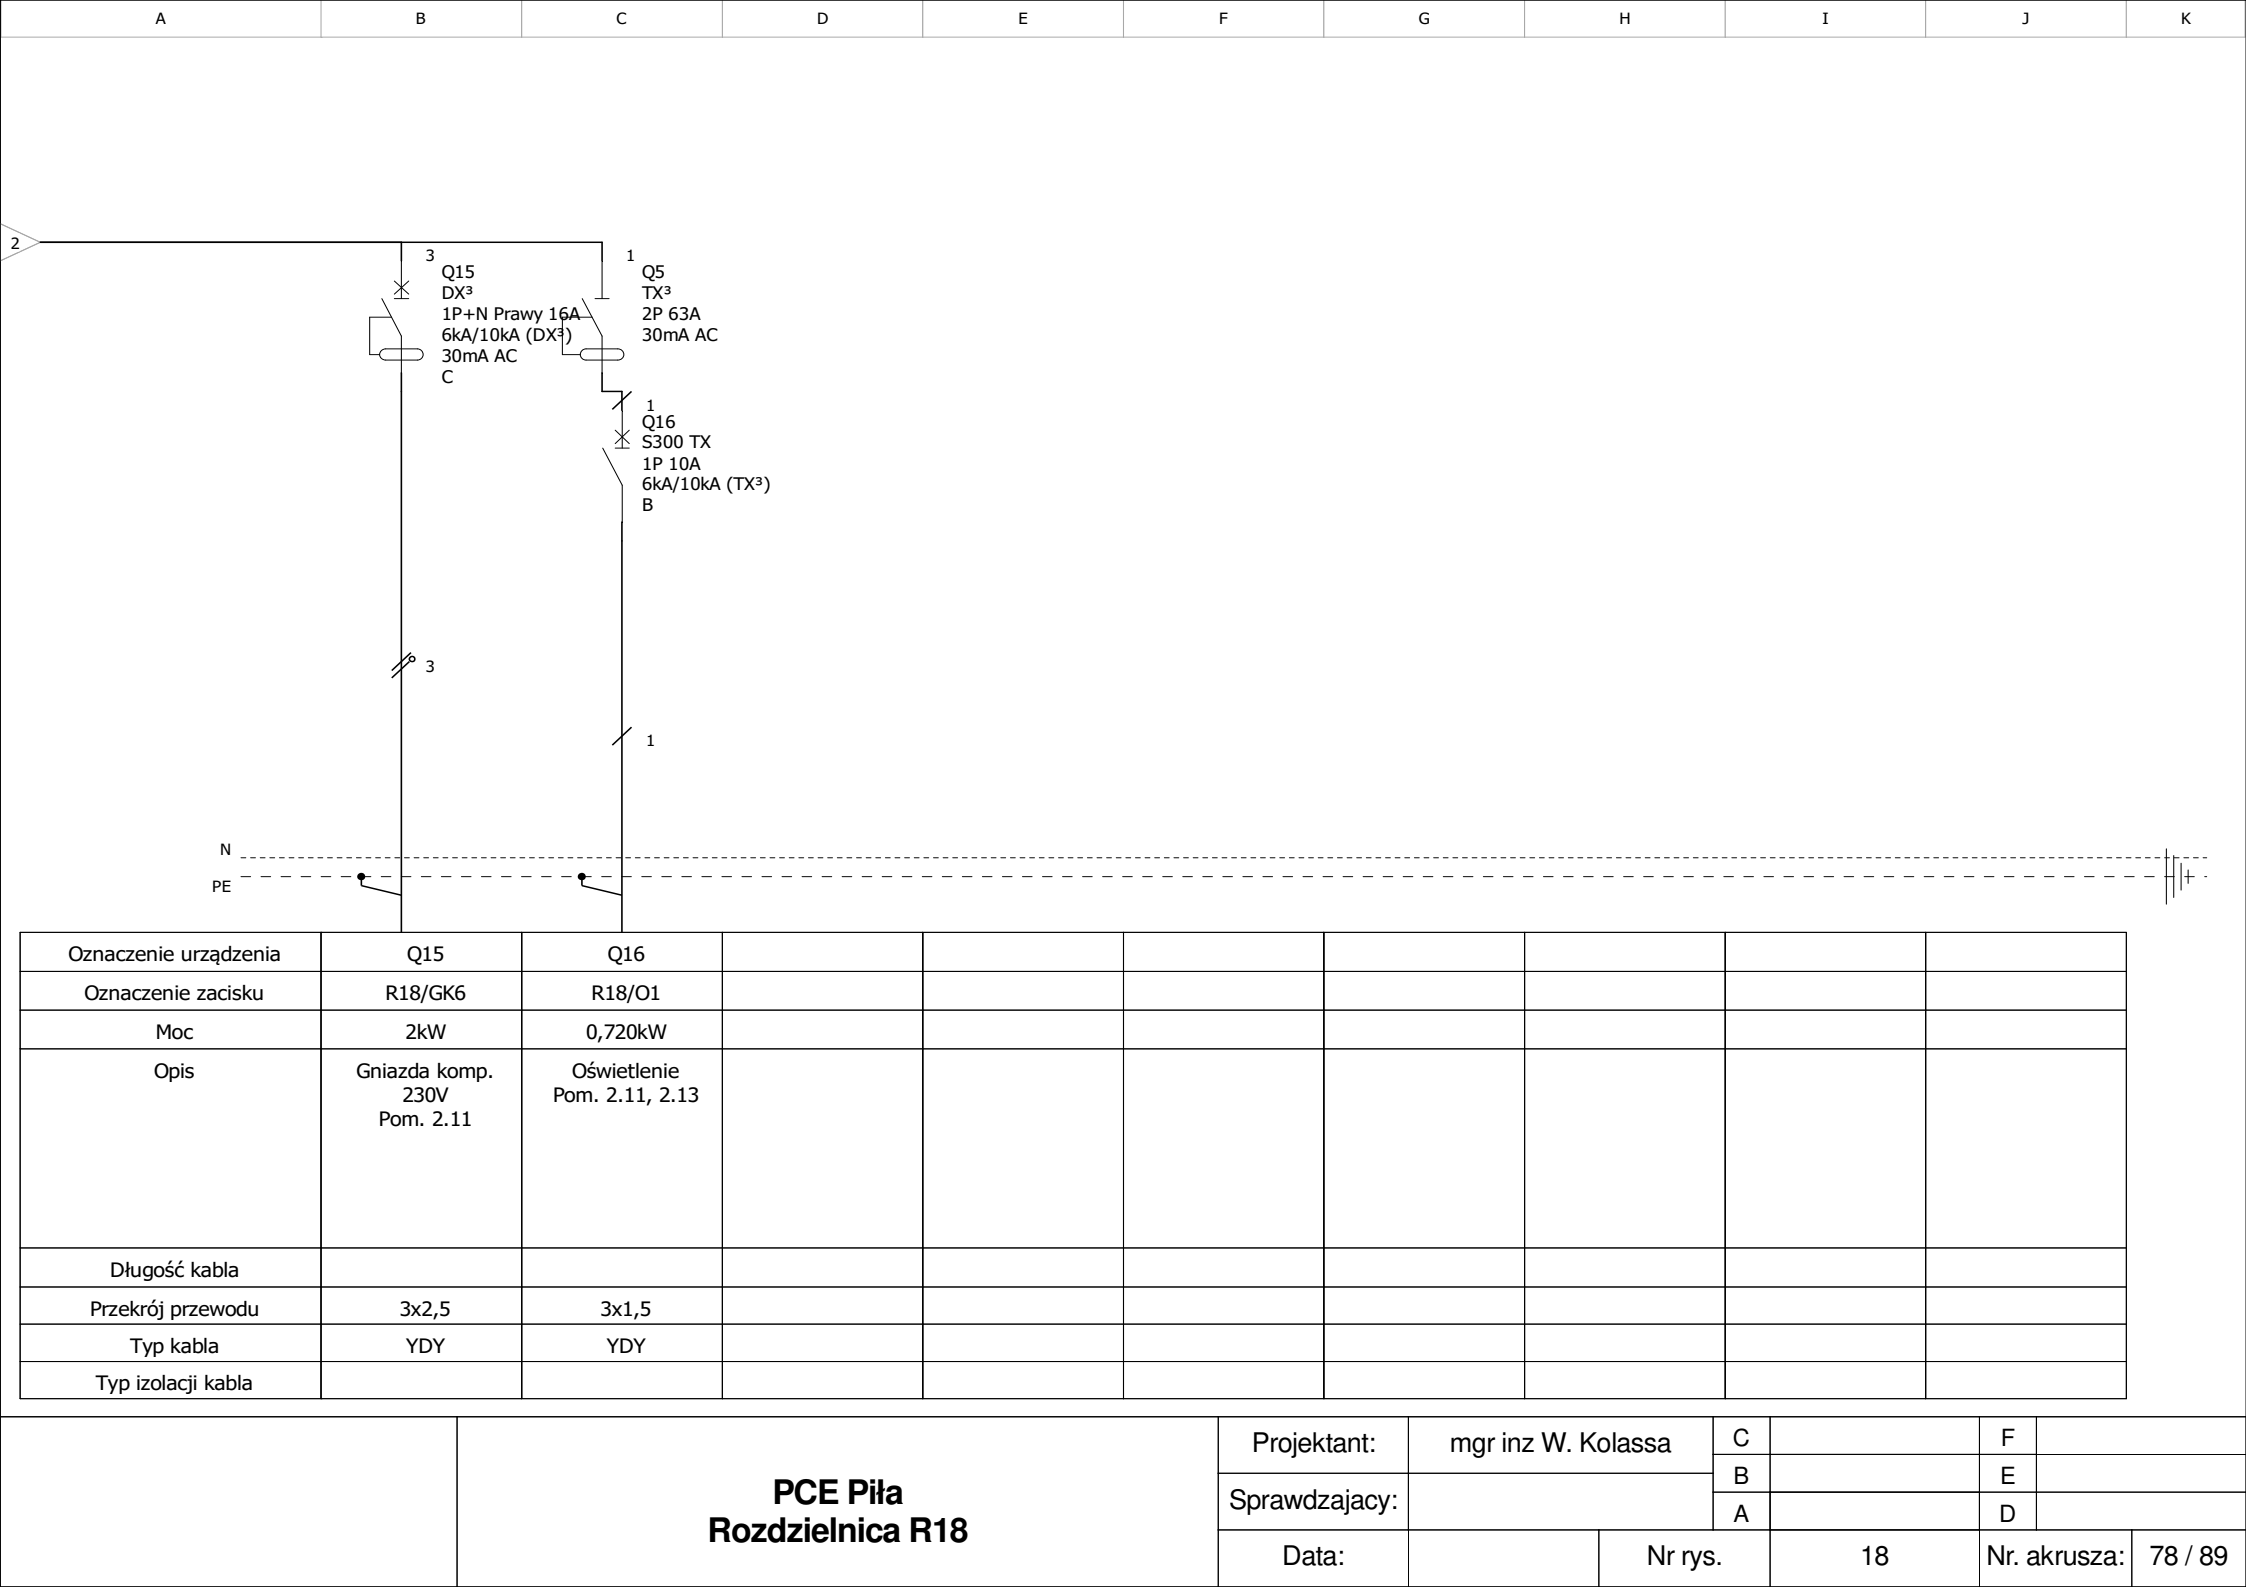 A B C D E F G H I J K
2
3
Q15
DX³
1P+N Prawy 16A
6kA/10kA (DX³)
30mA AC
C
1
Q5
TX³
2P 63A
30mA AC
1
Q16
S300 TX
1P 10A
6kA/10kA (TX³)
B
3
1
N
PE
Oznaczenie urządzenia Q15 Q16
Oznaczenie zacisku R18/GK6 R18/O1
Moc 2kW 0,720kW
Opis
Gniazda komp.
230V
Pom. 2.11
Oświetlenie
Pom. 2.11, 2.13
Długość kabla
Przekrój przewodu 3x2,5 3x1,5
Typ kabla YDY YDY
Typ izolacji kabla
PCE Piła
Rozdzielnica R18
Projektant: mgr inz W. Kolassa
Sprawdzajacy:
C F
B E
A D
Data: Nr rys. 18 Nr. akrusza: 78 / 89